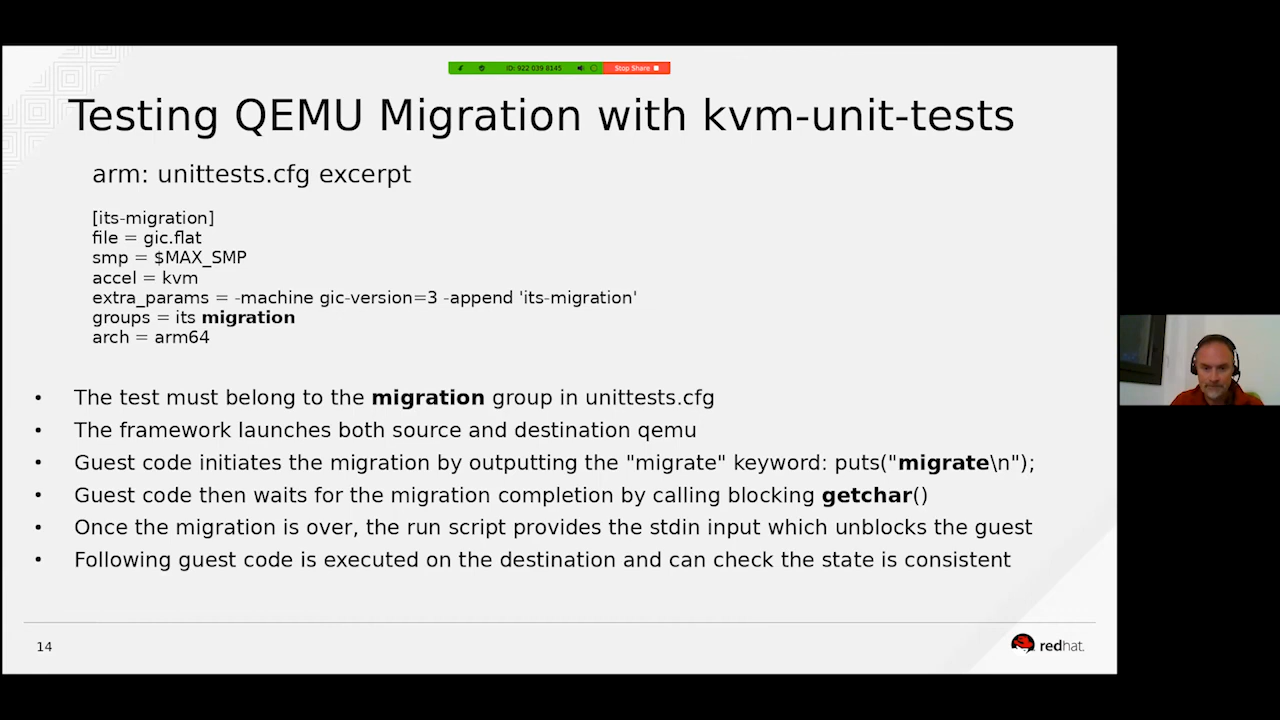 ID: 922 039 8145 Stop Share
Testing QEMU Migration with kvm-unit-tests
arm: unittests.cfg excerpt
[its-migration]
file = gic.flat
smp = $MAX_SMP
accel = kvm
extra_params = -machine gic-version=3 -append 'its-migration'
groups = its migration
arch = arm64
• The test must belong to the migration group in unittests.cfg
• The framework launches both source and destination qemu
• Guest code initiates the migration by outputting the "migrate" keyword: puts("migrate\n");
• Guest code then waits for the migration completion by calling blocking getchar()
• Once the migration is over, the run script provides the stdin input which unblocks the guest
• Following guest code is executed on the destination and can check the state is consistent
14
redhat.